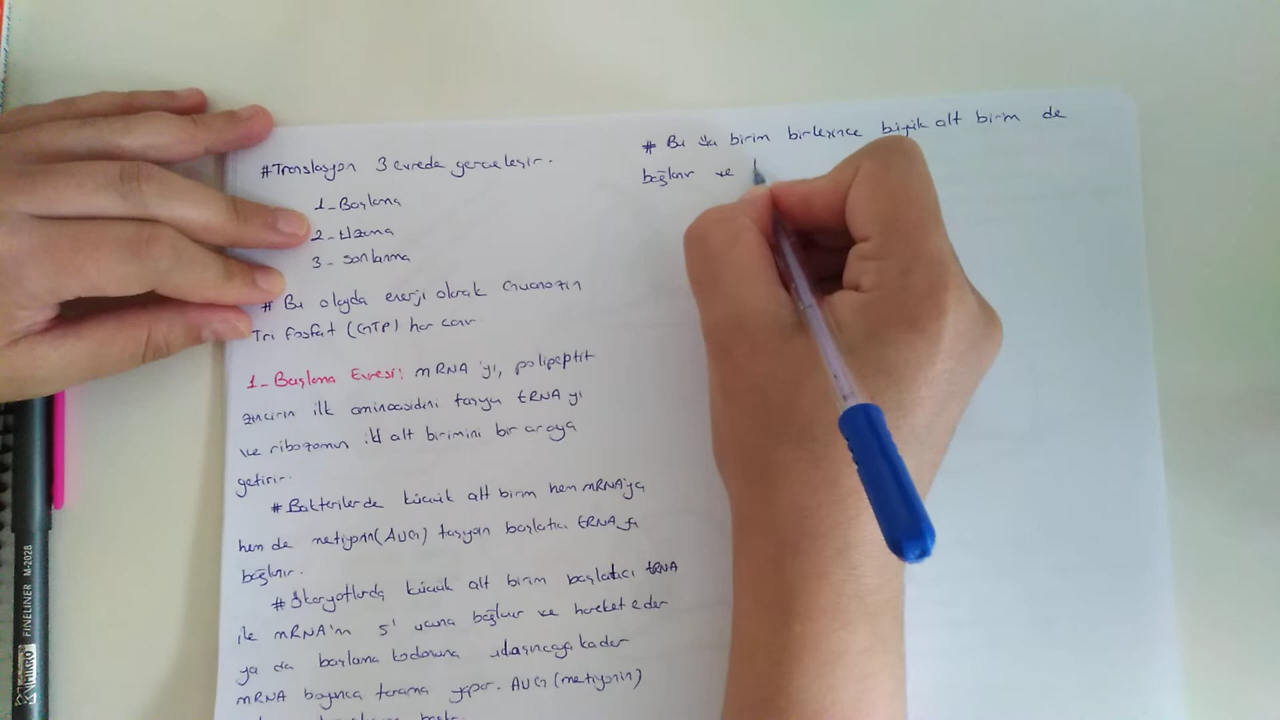 #Translasyon 3 evrede gerçekleşir.
1-Başlama
2-Uzama
3-Sonlanma
# Bu olayda enerji olarak Guanozin
Tri fosfat (GTP) harcanır
1-Başlama Evresi: mRNA'yı, polipeptit
zincirin ilk aminoasidini taşıyan tRNA yı
ve ribozomun iki alt birimini bir araya
getirir.
#Bakterilerde küçük alt birim hem mRNA'ya
hem de metiyonin(AUG) taşıyan başlatıcı tRNA ya
bağlanır.
#Ökaryotlarda küçük alt birim başlatıcı tRNA
ile mRNA'nın 5' ucuna bağlanır ve hareket eder
ya da başlama kodonuna ulaşıncaya kadar
mRNA boyunca tarama yapar. AUG (metiyonin)
# Bu birim birleşince büyük alt birim de
bağlanır ve
FINELINER M-2028
MIKRO